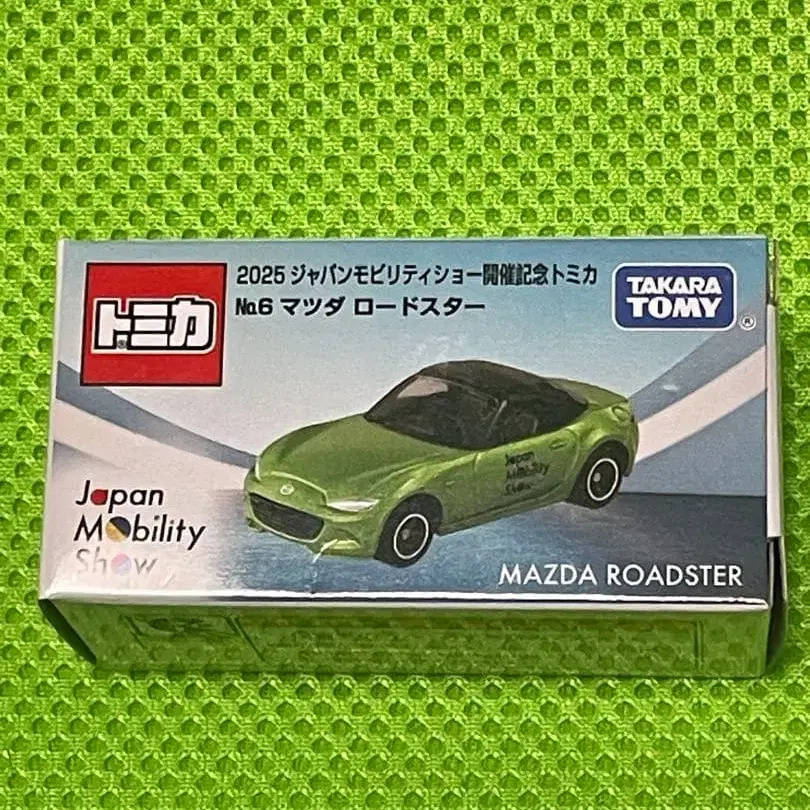 トミカ
®
2025 ジャパンモビリティショー開催記念トミカ
№6 マツダ ロードスター
TAKARA
TOMY
®
Japan
Mobility
Show
Japan
Mobility
Show
MAZDA ROADSTER